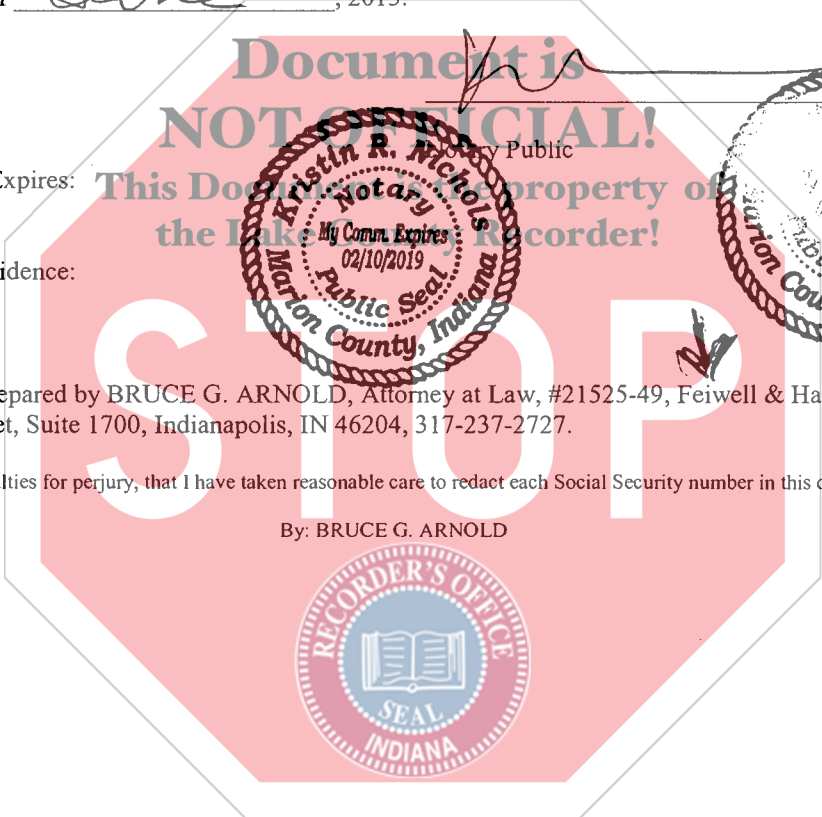 , 2015.
Document is
NOT OFFICIAL!
This Document is the property of
the Lake County Recorder!
Notary Public
Expires:
Kristin R. Nichols
Notary
My Comm. Expires
02/10/2019
Public Seal
Marion County, Indiana
idence:
STOP
epared by BRUCE G. ARNOLD, Attorney at Law, #21525-49, Feiwell & Ha
et, Suite 1700, Indianapolis, IN 46204, 317-237-2727.
lties for perjury, that I have taken reasonable care to redact each Social Security number in this d
By: BRUCE G. ARNOLD
RECORDER'S OFFICE
SEAL
INDIANA